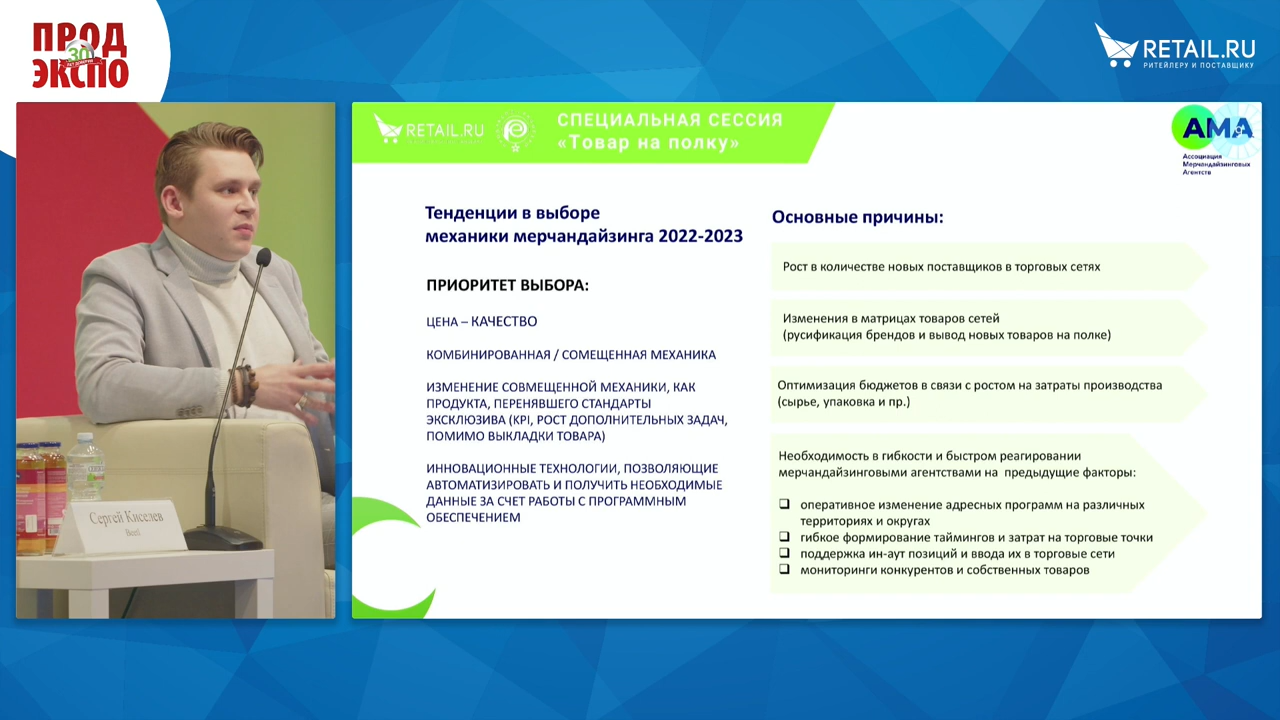 ПРОД
30
ЛЕТ ДОВЕРИЯ
ЭКСПО
RETAIL.RU
РИТЕЙЛЕРУ И ПОСТАВЩИКУ
RETAIL.RU
СПЕЦИАЛЬНАЯ СЕССИЯ
«Товар на полку»
АМА
Ассоциация
Мерчандайзинговых
Агентств
Тенденции в выборе
механики мерчандайзинга 2022-2023
ПРИОРИТЕТ ВЫБОРА:
ЦЕНА – КАЧЕСТВО
КОМБИНИРОВАННАЯ / СОМЕЩЕННАЯ МЕХАНИКА
ИЗМЕНЕНИЕ СОВМЕЩЕННОЙ МЕХАНИКИ, КАК
ПРОДУКТА, ПЕРЕНЯВШЕГО СТАНДАРТЫ
ЭКСКЛЮЗИВА (KPI, РОСТ ДОПОЛНИТЕЛЬНЫХ ЗАДАЧ,
ПОМИМО ВЫКЛАДКИ ТОВАРА)
ИННОВАЦИОННЫЕ ТЕХНОЛОГИИ, ПОЗВОЛЯЮЩИЕ
АВТОМАТИЗИРОВАТЬ И ПОЛУЧИТЬ НЕОБХОДИМЫЕ
ДАННЫЕ ЗА СЧЕТ РАБОТЫ С ПРОГРАММНЫМ
ОБЕСПЕЧЕНИЕМ
Основные причины:
Рост в количестве новых поставщиков в торговых сетях
Изменения в матрицах товаров сетей
(русификация брендов и вывод новых товаров на полке)
Оптимизация бюджетов в связи с ростом на затраты производства
(сырье, упаковка и пр.)
Необходимость в гибкости и быстром реагировании
мерчандайзинговыми агентствами на предыдущие факторы:
оперативное изменение адресных программ на различных
территориях и округах
гибкое формирование таймингов и затрат на торговые точки
поддержка ин-аут позиций и ввода их в торговые сети
мониторинги конкурентов и собственных товаров
Сергей Киселев